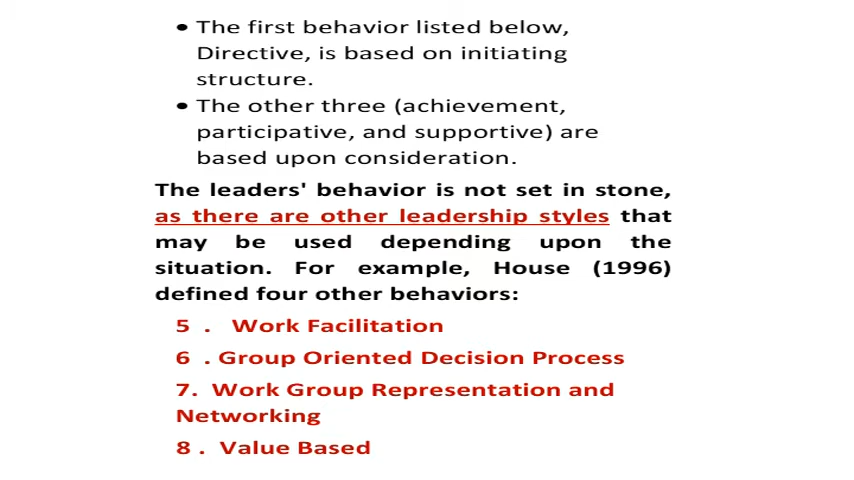 • The first behavior listed below,
Directive, is based on initiating
structure.
• The other three (achievement,
participative, and supportive) are
based upon consideration.
The leaders' behavior is not set in stone,
as there are other leadership styles that
may be used depending upon the
situation. For example, House (1996)
defined four other behaviors:
5 . Work Facilitation
6 . Group Oriented Decision Process
7. Work Group Representation and
Networking
8 . Value Based